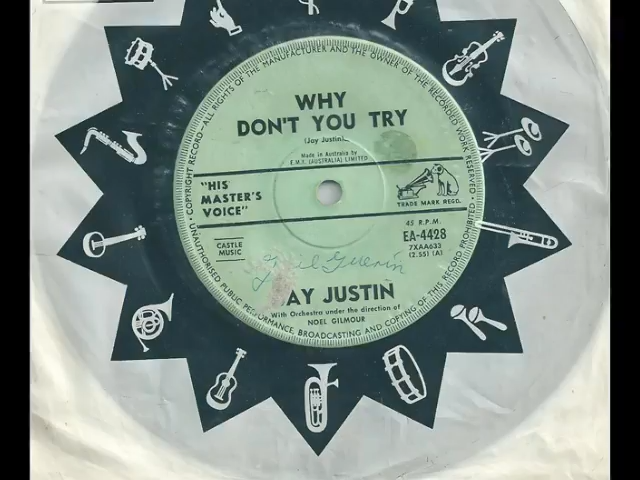 COPYRIGHT RECORD—ALL RIGHTS OF THE MANUFACTURER AND THE OWNER OF THE RECORDED WORK RESERVED
UNAUTHORISED PUBLIC PERFORMANCE, BROADCASTING AND COPYING OF THIS RECORD PROHIBITED
WHY
DON'T YOU TRY
(Jay Justin)
Made in Australia by
E.M.I. (AUSTRALIA) LIMITED
"HIS
MASTER'S
VOICE"
TRADE MARK REGD.
45 R.P.M.
EA-4428
7XAA633
(2.55) (A)
CASTLE
MUSIC
Guerin
JAY JUSTIN
With Orchestra under the direction of
NOEL GILMOUR